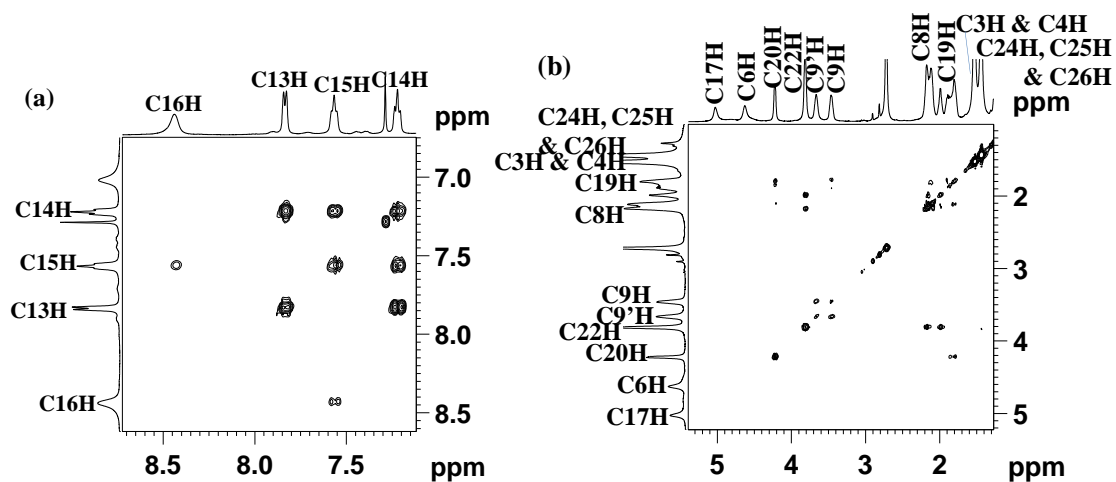 (a)
C16H
C13H
C15H
C14H
ppm
7.0
7.5
8.0
8.5
C14H
C15H
C13H
C16H
8.5 8.0 7.5 ppm
(b)
C17H
C6H
C20H
C22H
C9'H
C9H
C8H
C19H
C3H & C4H
C24H, C25H
& C26H
ppm
C24H, C25H
& C26H
C3H & C4H
C19H
C8H
C9H
C9'H
C22H
C20H
C6H
C17H
2
3
4
5
5 4 3 2 ppm